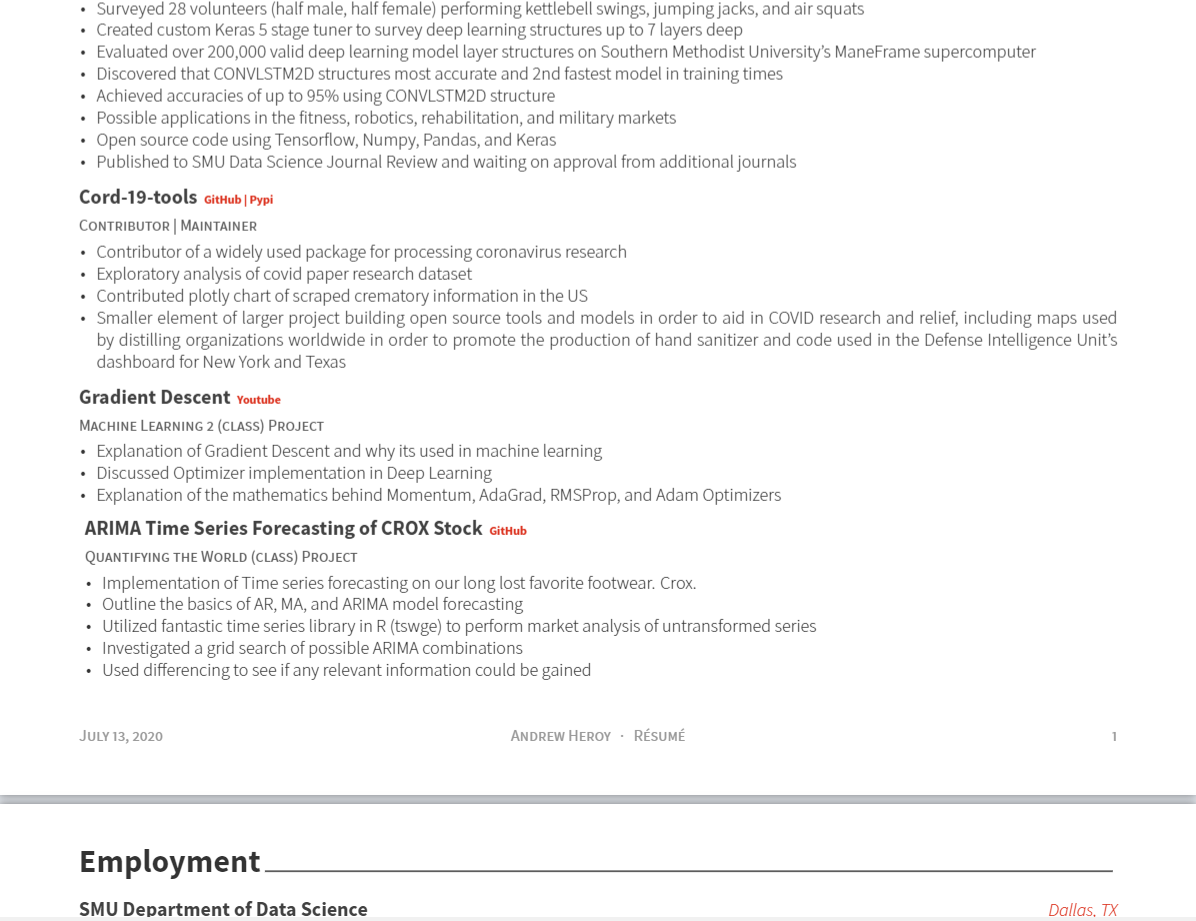 • Surveyed 28 volunteers (half male, half female) performing kettlebell swings, jumping jacks, and air squats
• Created custom Keras 5 stage tuner to survey deep learning structures up to 7 layers deep
• Evaluated over 200,000 valid deep learning model layer structures on Southern Methodist University's ManeFrame supercomputer
• Discovered that CONVLSTM2D structures most accurate and 2nd fastest model in training times
• Achieved accuracies of up to 95% using CONVLSTM2D structure
• Possible applications in the fitness, robotics, rehabilitation, and military markets
• Open source code using Tensorflow, Numpy, Pandas, and Keras
• Published to SMU Data Science Journal Review and waiting on approval from additional journals
Cord-19-tools GitHub | Pypi
Contributor | Maintainer
• Contributor of a widely used package for processing coronavirus research
• Exploratory analysis of covid paper research dataset
• Contributed plotly chart of scraped crematory information in the US
• Smaller element of larger project building open source tools and models in order to aid in COVID research and relief, including maps used
by distilling organizations worldwide in order to promote the production of hand sanitizer and code used in the Defense Intelligence Unit's
dashboard for New York and Texas
Gradient Descent Youtube
Machine Learning 2 (class) Project
• Explanation of Gradient Descent and why its used in machine learning
• Discussed Optimizer implementation in Deep Learning
• Explanation of the mathematics behind Momentum, AdaGrad, RMSProp, and Adam Optimizers
ARIMA Time Series Forecasting of CROX Stock GitHub
Quantifying the World (class) Project
• Implementation of Time series forecasting on our long lost favorite footwear. Crox.
• Outline the basics of AR, MA, and ARIMA model forecasting
• Utilized fantastic time series library in R (tswge) to perform market analysis of untransformed series
• Investigated a grid search of possible ARIMA combinations
• Used differencing to see if any relevant information could be gained
July 13, 2020 Andrew Heroy · Résumé 1
Employment
SMU Department of Data Science Dallas, TX